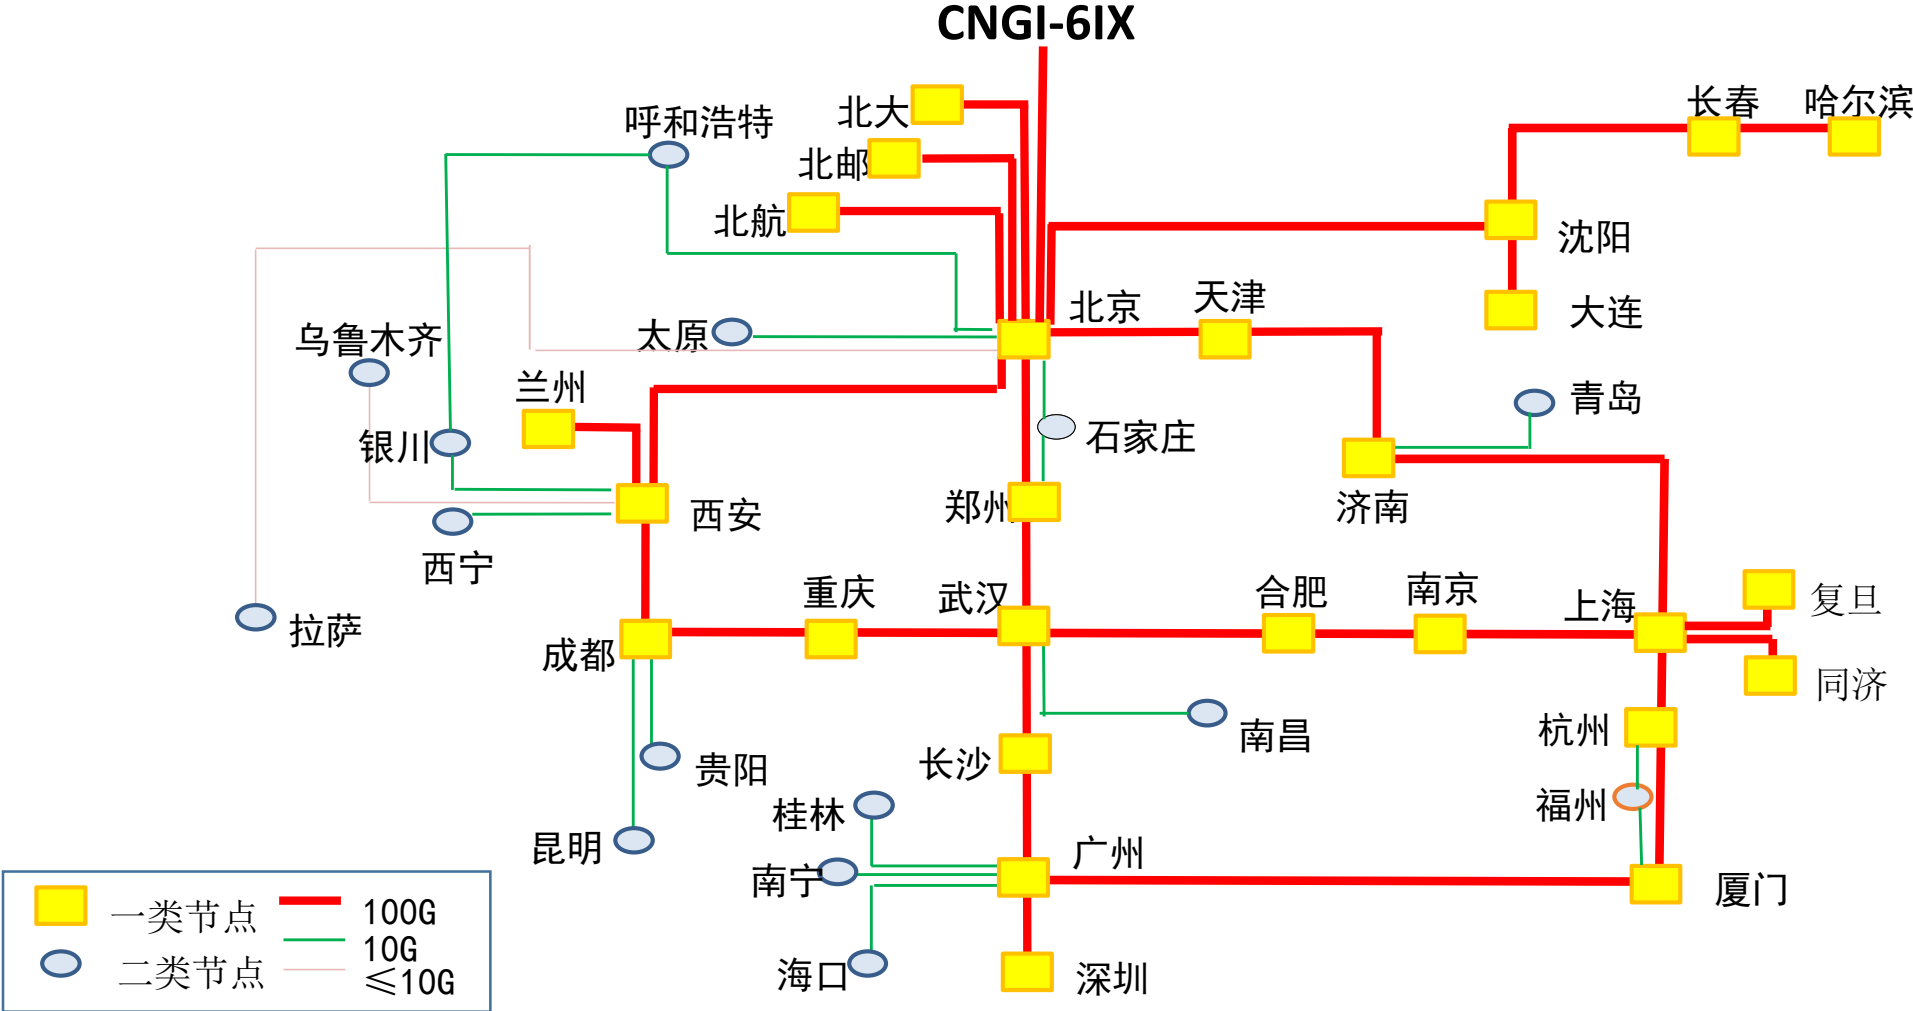 CNGI-6IX
北大
呼和浩特
北邮
北航
长春
哈尔滨
沈阳
大连
北京
天津
太原
乌鲁木齐
兰州
银川
石家庄
青岛
西安
郑州
济南
西宁
拉萨
重庆
武汉
合肥
南京
上海
复旦
同济
成都
南昌
杭州
长沙
贵阳
桂林
福州
昆明
南宁
广州
厦门
海口
深圳
一类节点
100G
10G
二类节点
≤10G